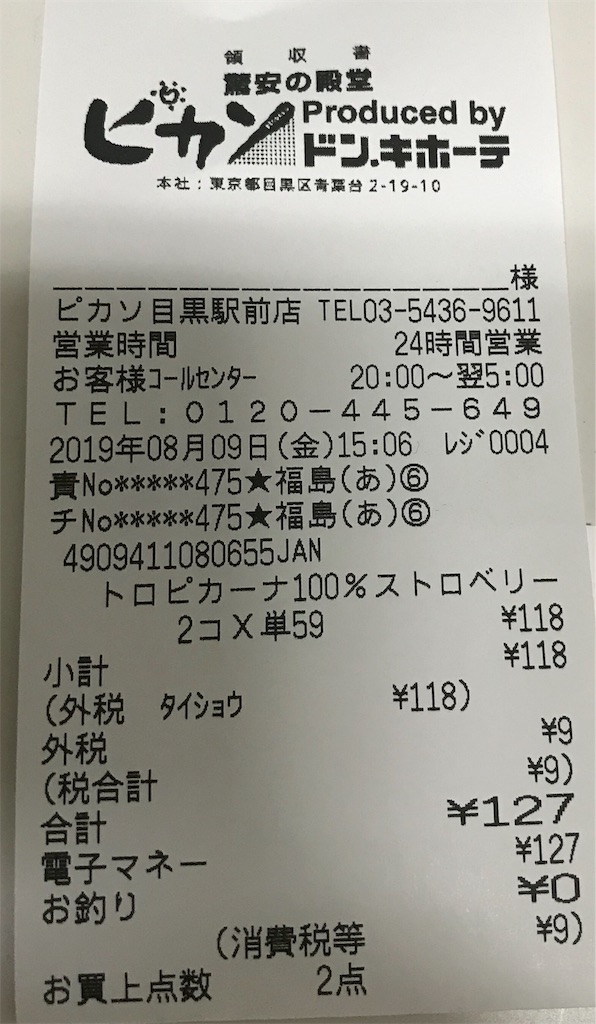 領収書
驚安の殿堂
ピカソ Produced by
ドン.キホーテ
本社：東京都目黒区青葉台2-19-10
様
ピカソ目黒駅前店 TEL03-5436-9611
営業時間 24時間営業
お客様ｺｰﾙｾﾝﾀｰ 20:00〜翌5:00
ＴＥＬ：０１２０－４４５－６４９
2019年08月09日(金)15:06 ﾚｼﾞ0004
責No*****475★福島(あ)⑥
チNo*****475★福島(あ)⑥
4909411080655JAN
トロピカーナ100％ストロベリー
2コX単59 ¥118
小計 ¥118
(外税 ﾀｲｼｮｳ ¥118)
外税 ¥9
(税合計 ¥9)
合計 ¥127
電子マネー ¥127
お釣り ¥0
(消費税等 ¥9)
お買上点数 2点